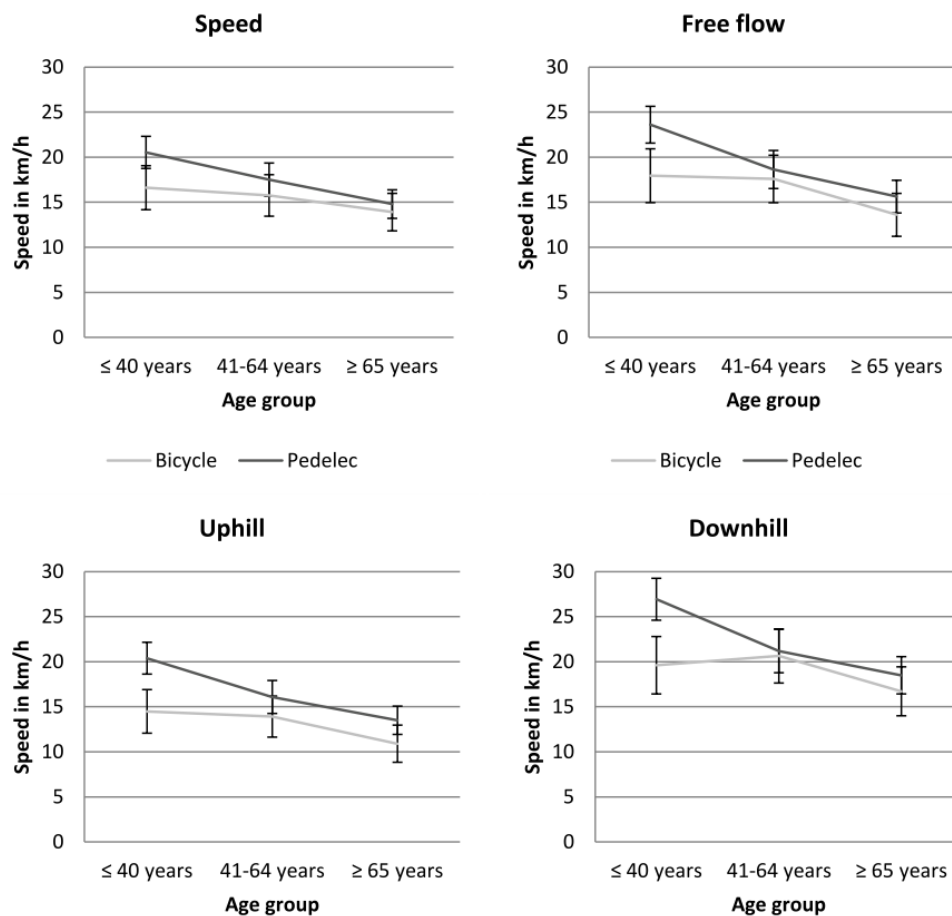 Speed
Speed in km/h
30
25
20
15
10
5
0
≤ 40 years 41-64 years ≥ 65 years
Age group
Bicycle Pedelec
Free flow
Speed in km/h
30
25
20
15
10
5
0
≤ 40 years 41-64 years ≥ 65 years
Age group
Bicycle Pedelec
Uphill
Speed in km/h
30
25
20
15
10
5
0
≤ 40 years 41-64 years ≥ 65 years
Age group
Downhill
Speed in km/h
30
25
20
15
10
5
0
≤ 40 years 41-64 years ≥ 65 years
Age group